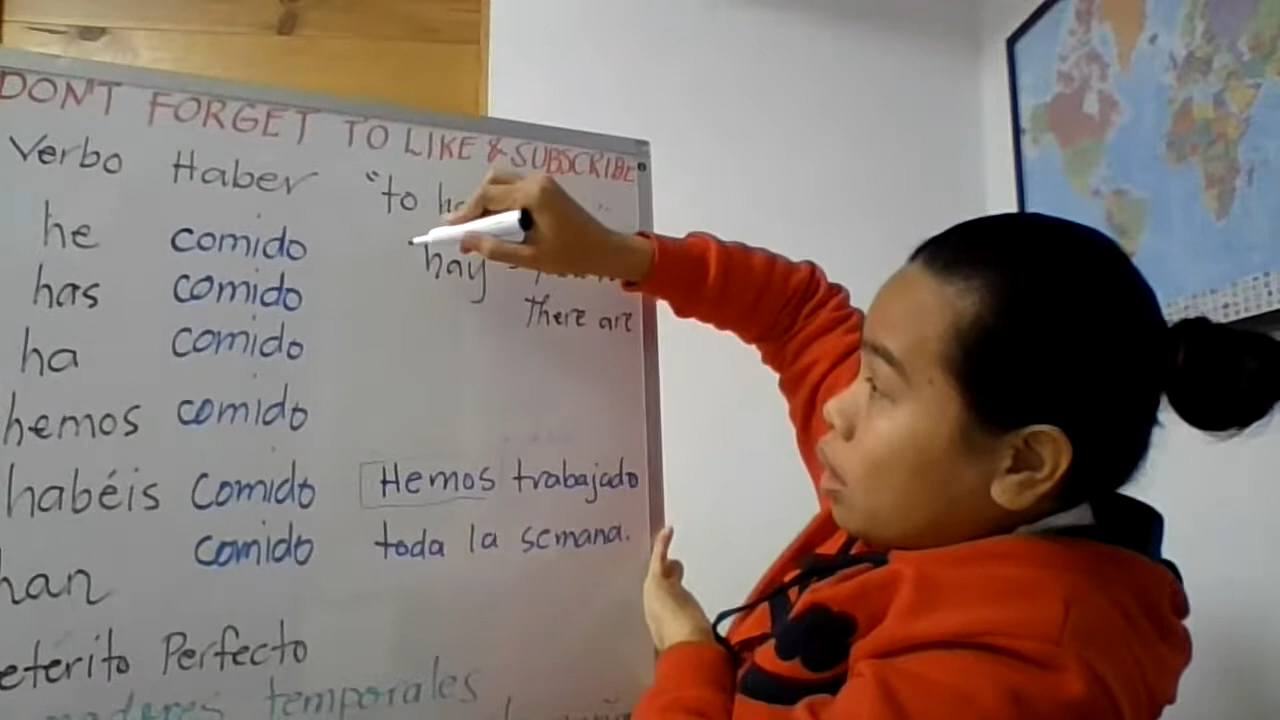 DON'T FORGET TO LIKE & SUBSCRIBE
Verbo Haber "to
he comido
hay -
has comido
There are
ha comido
hemos comido
habéis comido
Hemos trabajado
comido
toda la semana.
han
Perfecto
temporales